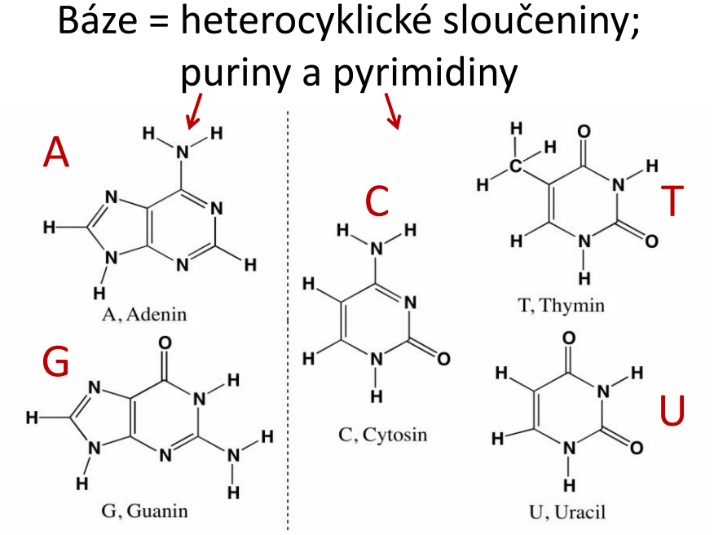 Báze = heterocyklické sloučeniny;
puriny a pyrimidiny
A
H H
N
N
N
H
N
N
H
H
A, Adenin
G
O
H
N
N
H
N
N
H
N
H
H
G, Guanin
C
H H
N
H
N
H
N
O
H
C, Cytosin
H
O
H
C
H
H
N
T
H
N
O
H
T, Thymin
O
H
H
N
U
H
N
O
H
U, Uracil